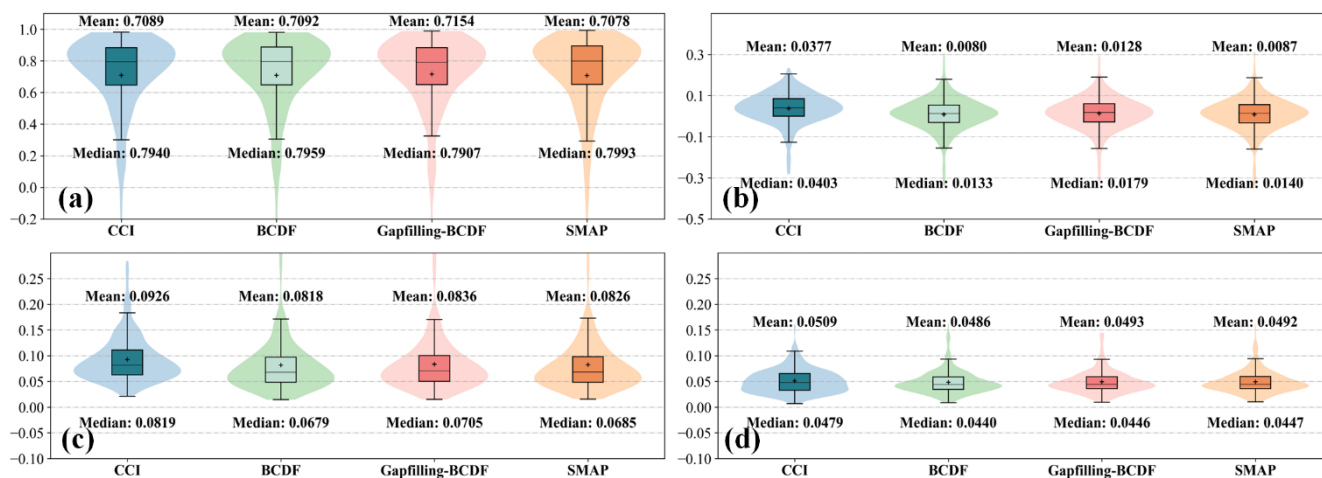 Mean: 0.7089 Mean: 0.7092 Mean: 0.7154 Mean: 0.7078
1.0
0.8
0.6
0.4
Median: 0.7940 Median: 0.7959 Median: 0.7907 Median: 0.7993
0.2
0.0
−0.2
(a)
CCI BCDF Gapfilling-BCDF SMAP
Mean: 0.0377 Mean: 0.0080 Mean: 0.0128 Mean: 0.0087
0.3
0.1
−0.1
−0.3
Median: 0.0403 Median: 0.0133 Median: 0.0179 Median: 0.0140
−0.5
(b)
CCI BCDF Gapfilling-BCDF SMAP
0.25
Mean: 0.0926 Mean: 0.0818 Mean: 0.0836 Mean: 0.0826
0.20
0.15
0.10
0.05
0.00
Median: 0.0819 Median: 0.0679 Median: 0.0705 Median: 0.0685
−0.05
−0.10
(c)
CCI BCDF Gapfilling-BCDF SMAP
0.25
0.20
Mean: 0.0509 Mean: 0.0486 Mean: 0.0493 Mean: 0.0492
0.15
0.10
0.05
0.00
Median: 0.0479 Median: 0.0440 Median: 0.0446 Median: 0.0447
−0.05
−0.10
(d)
CCI BCDF Gapfilling-BCDF SMAP